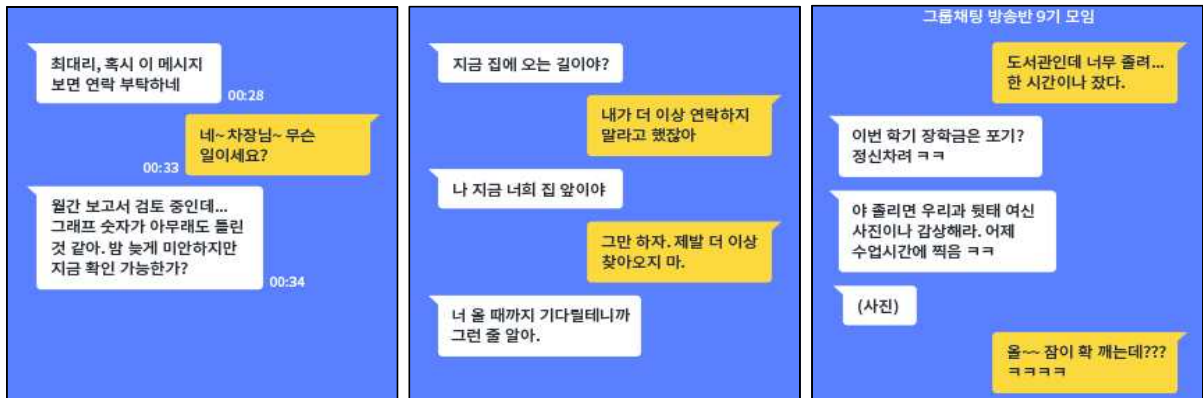 최대리, 혹시 이 메시지
보면 연락 부탁하네
00:28
네~ 차장님~ 무슨
일이세요?
00:33
월간 보고서 검토 중인데...
그래프 숫자가 아무래도 틀린
것 같아. 밤 늦게 미안하지만
지금 확인 가능한가?
00:34
지금 집에 오는 길이야?
내가 더 이상 연락하지
말라고 했잖아
나 지금 너희 집 앞이야
그만 하자. 제발 더 이상
찾아오지 마.
너 올 때까지 기다릴테니까
그런 줄 알아.
그룹채팅 방송반 9기 모임
도서관인데 너무 졸려...
한 시간이나 잤다.
이번 학기 장학금은 포기?
정신차려 ㅋㅋ
야 졸리면 우리과 뒷태 여신
사진이나 감상해라. 어제
수업시간에 찍음 ㅋㅋ
(사진)
올~~ 잠이 확 깨는데???
ㅋㅋㅋㅋ